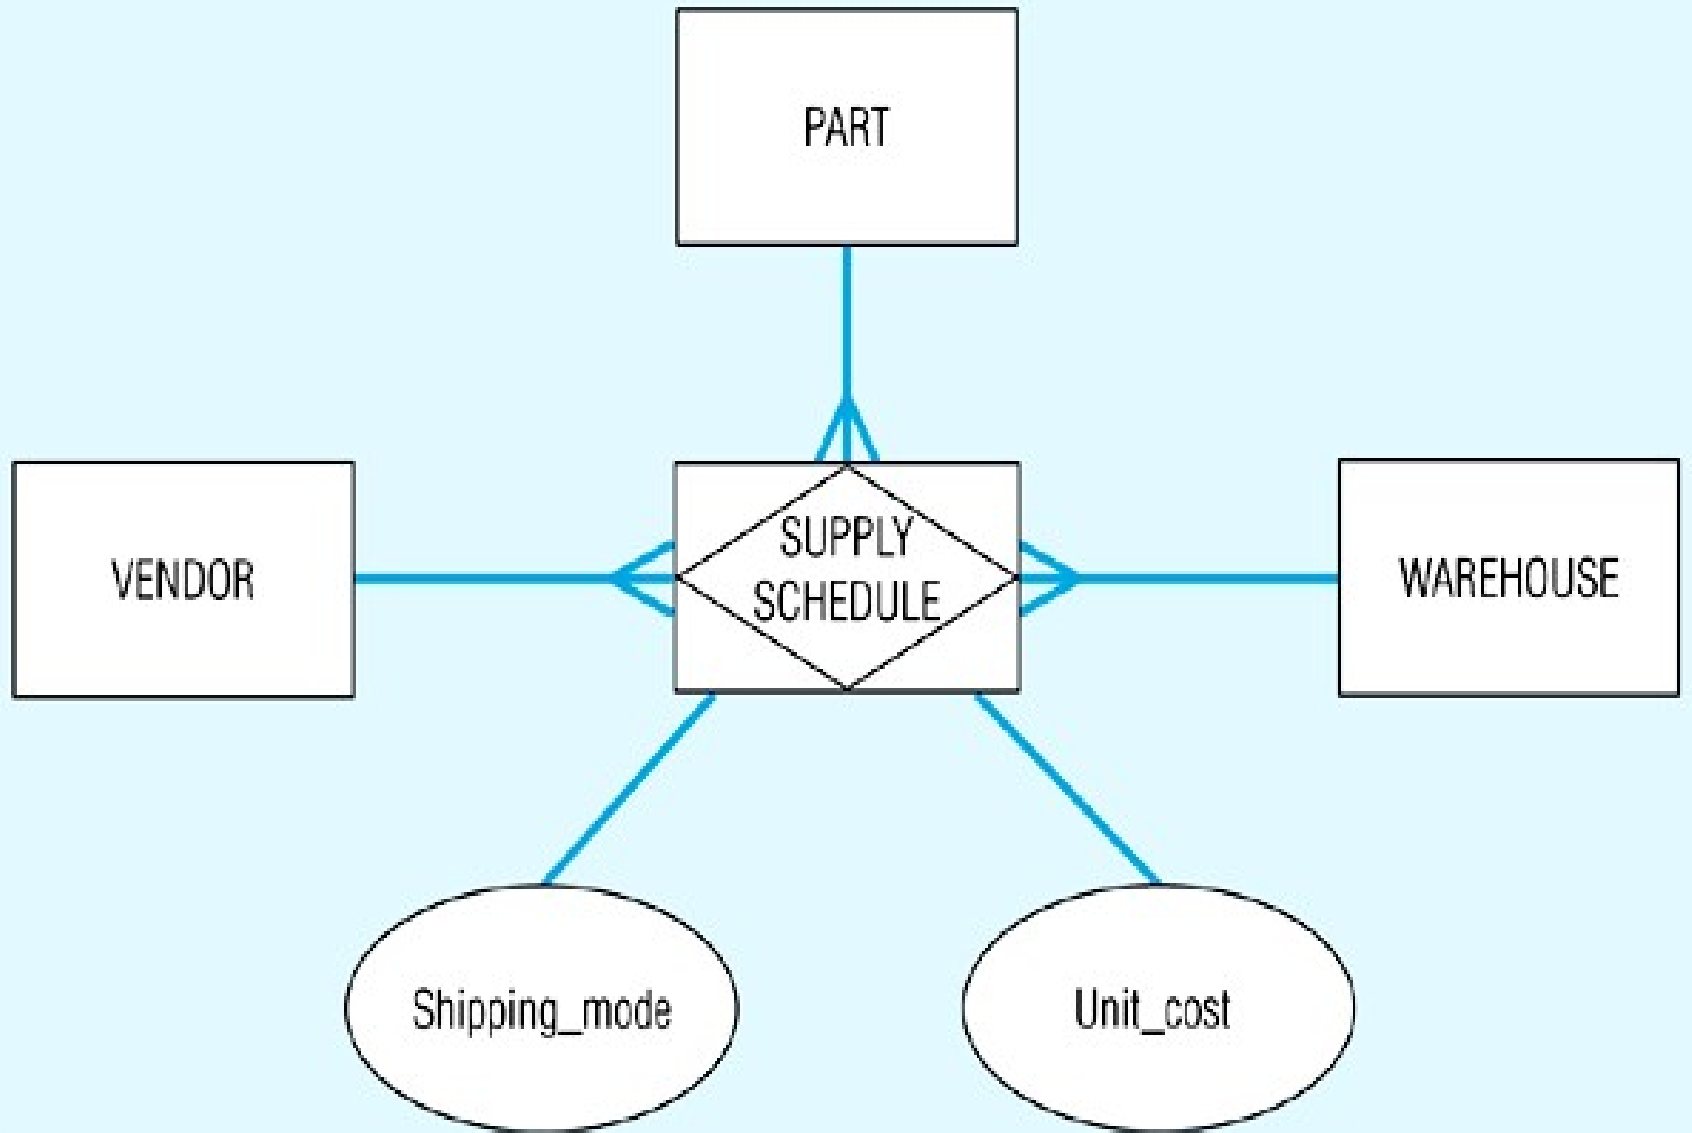 PART
VENDOR
SUPPLY
SCHEDULE
WAREHOUSE
Shipping_mode
Unit_cost